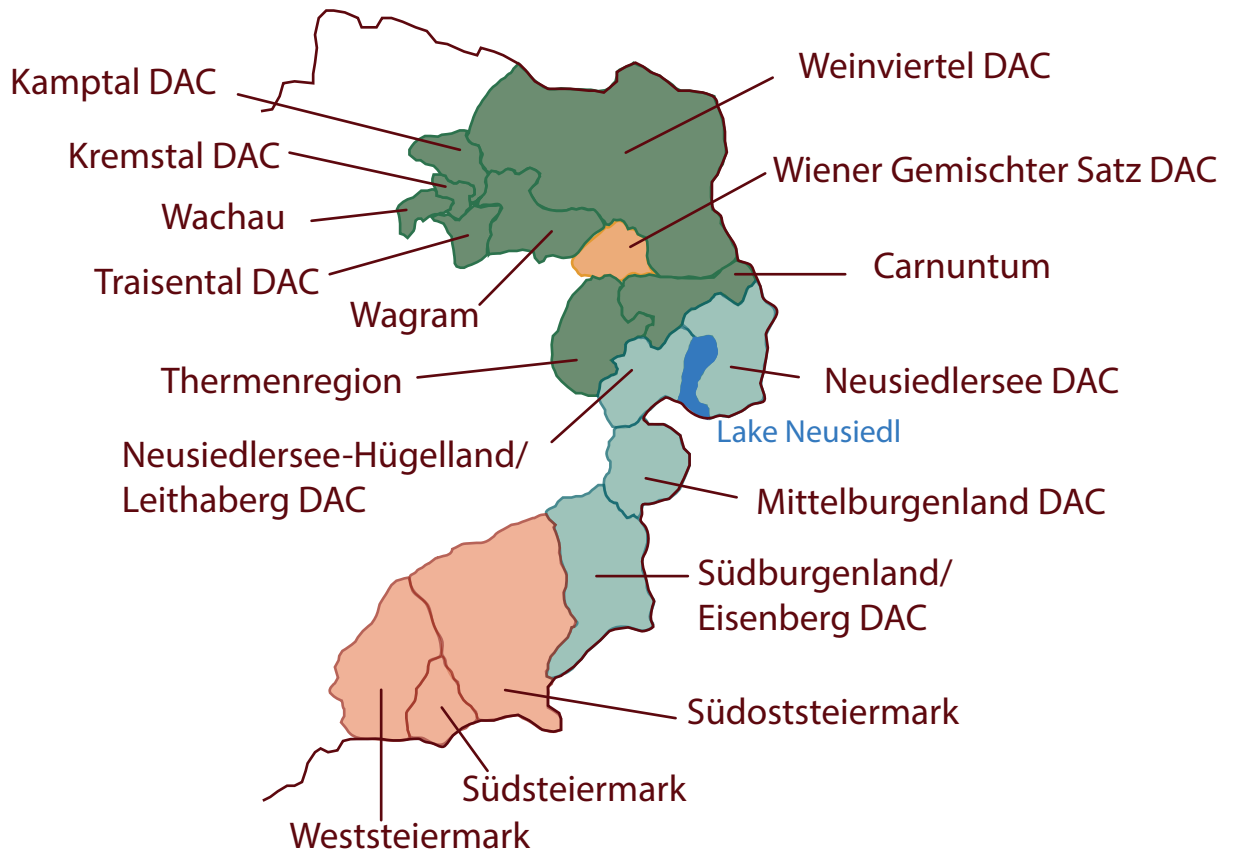 Weinviertel DAC
Kamptal DAC
Kremstal DAC
Wiener Gemischter Satz DAC
Wachau
Carnuntum
Traisental DAC
Wagram
Thermenregion
Neusiedlersee DAC
Lake Neusiedl
Neusiedlersee-Hügelland/
Leithaberg DAC
Mittelburgenland DAC
Südburgenland/
Eisenberg DAC
Südoststeiermark
Südsteiermark
Weststeiermark